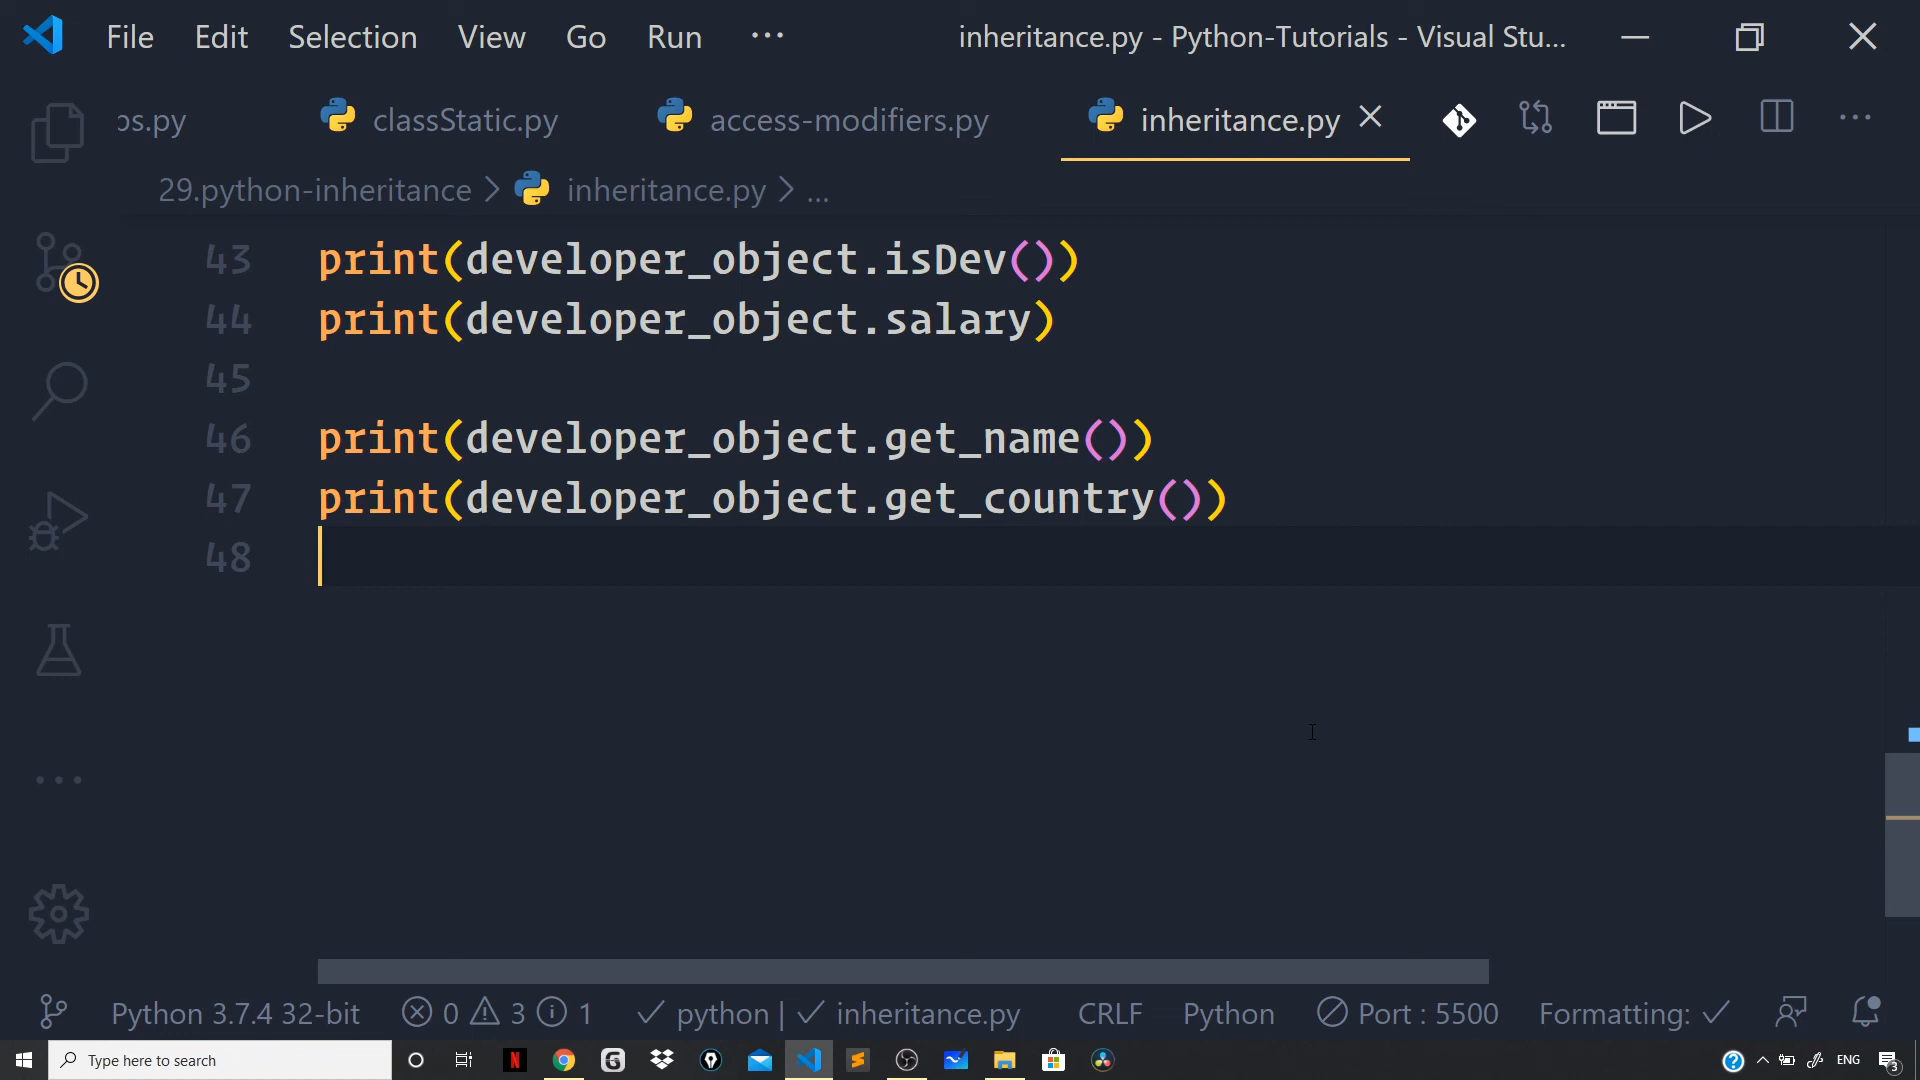 File Edit Selection View Go Run ··· inheritance.py - Python-Tutorials - Visual Stu...
os.py classStatic.py access-modifiers.py inheritance.py
29.python-inheritance > inheritance.py > ...
43 print(developer_object.isDev())
44 print(developer_object.salary)
45
46 print(developer_object.get_name())
47 print(developer_object.get_country())
48
Python 3.7.4 32-bit 0 3 1 ✓ python | ✓ inheritance.py CRLF Python Port : 5500 Formatting: ✓
Type here to search N G ENG 3